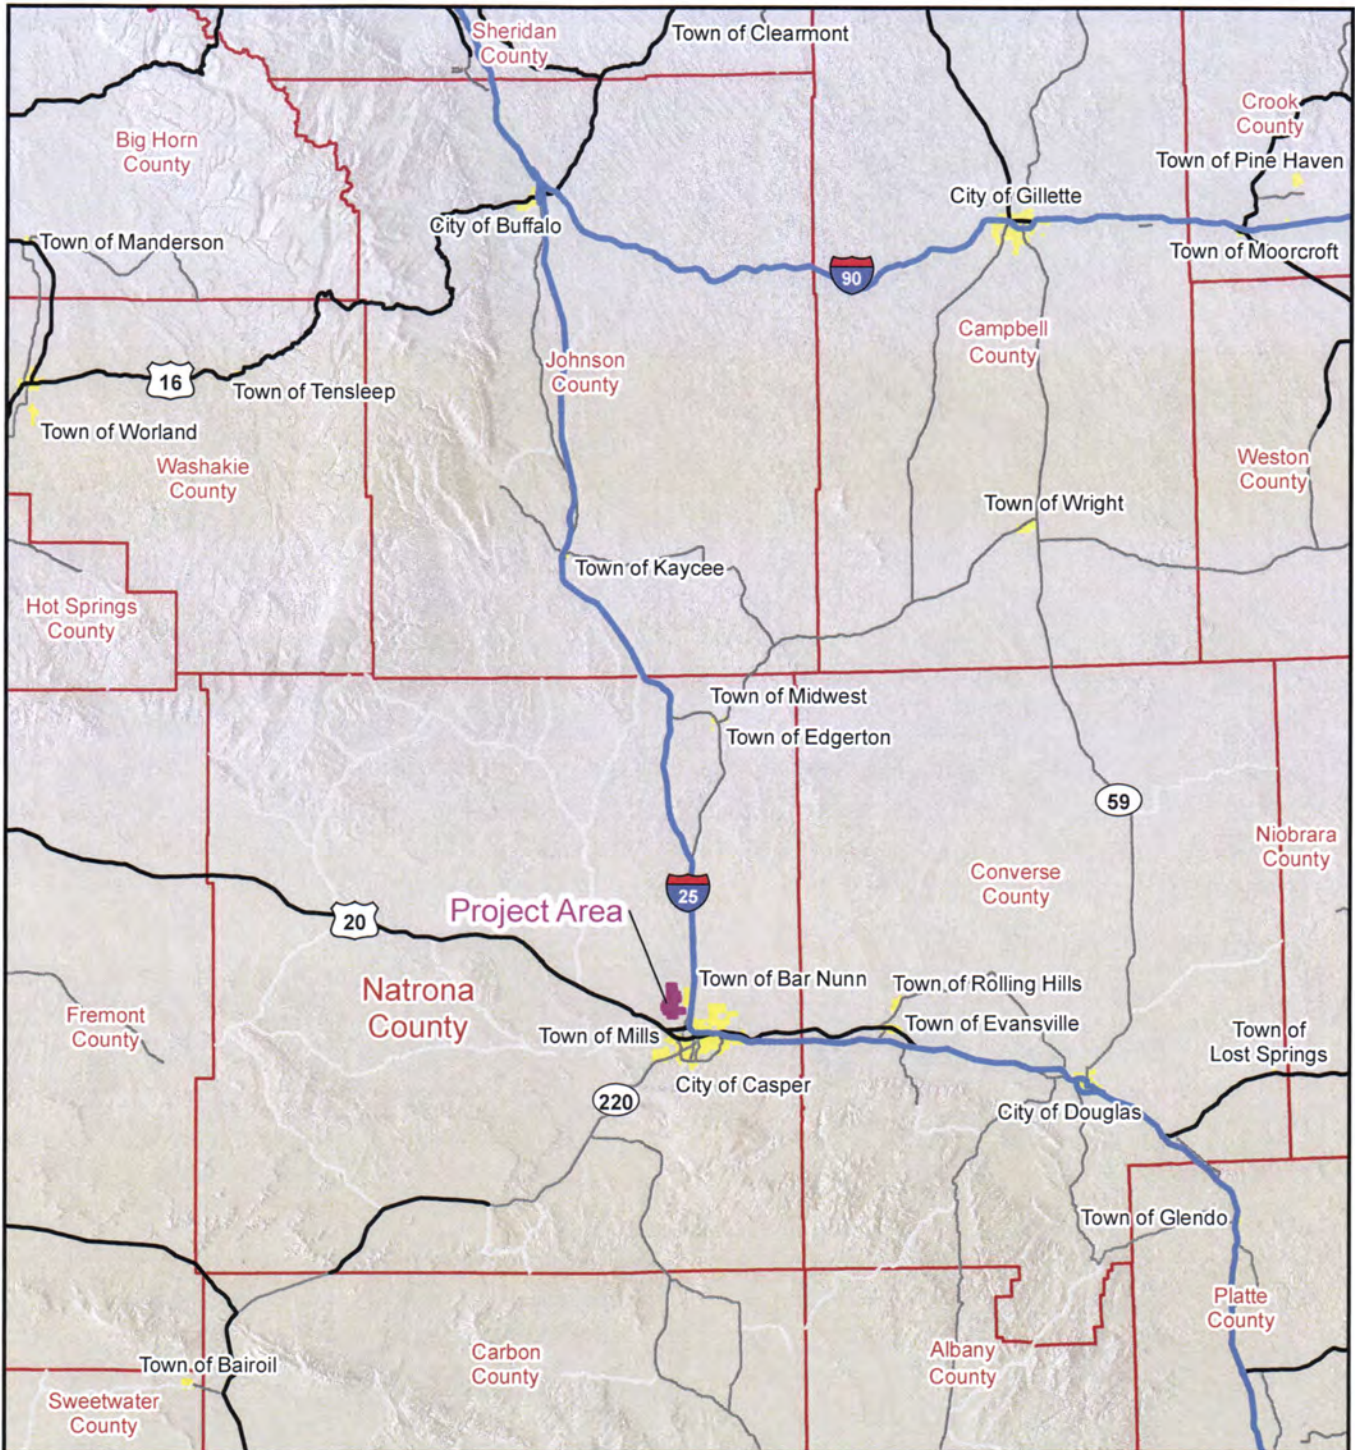 Sheridan
County
Town of Clearmont
Crook
County
Big Horn
County
Town of Pine Haven
City of Gillette
City of Buffalo
Town of Manderson
Town of Moorcroft
90
Campbell
County
Johnson
County
16
Town of Tensleep
Town of Worland
Washakie
County
Weston
County
Town of Wright
Town of Kaycee
Hot Springs
County
Town of Midwest
Town of Edgerton
59
Niobrara
County
Converse
County
25
Project Area
20
Town of Bar Nunn
Town of Rolling Hills
Natrona
County
Fremont
County
Town of Evansville
Town of Mills
Town of
Lost Springs
City of Casper
220
City of Douglas
Town of Glendo
Platte
County
Carbon
County
Albany
County
Town of Bairoil
Sweetwater
County